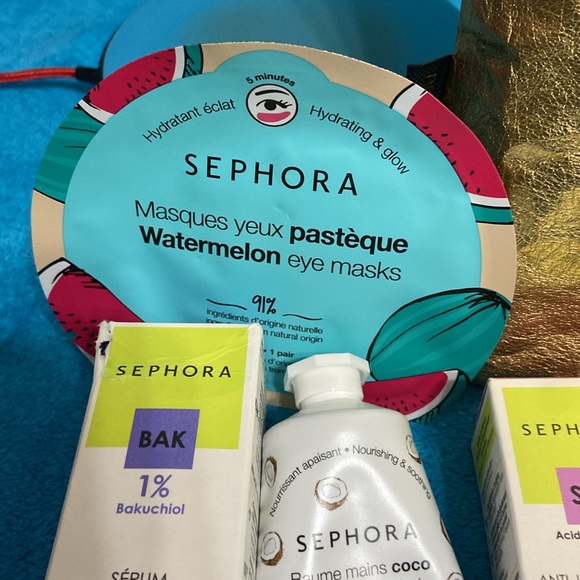 5 minutes
Hydratant éclat
Hydrating & glow
SEPHORA
Masques yeux pastèque
Watermelon eye masks
91%
ingrédients d'origine naturelle
natural origin
1 pair
SEPHORA
BAK
1%
Bakuchiol
SÉRUM
Nourrissant apaisant • Nourishing & soothing
SEPHORA
Baume mains coco
SEPH
S
Acid
ANTI